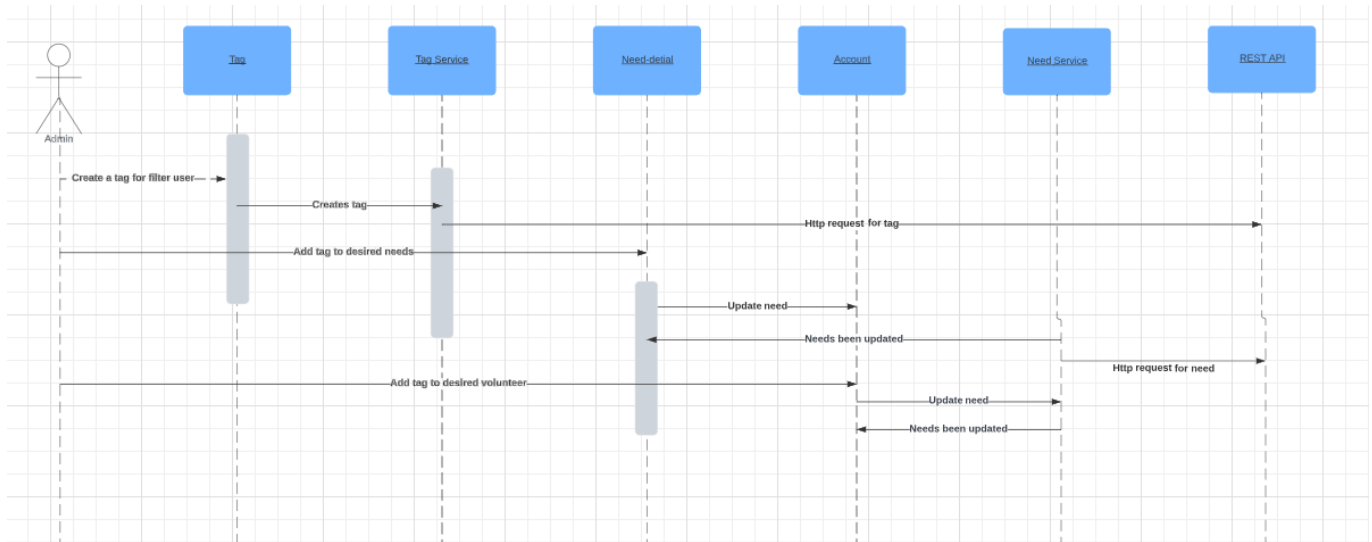 Tag
Tag Service
Need-detial
Account
Need Service
REST API
Admin
Create a tag for filter user
Creates tag
Http request for tag
Add tag to desired needs
Update need
Needs been updated
Http request for need
Add tag to desired volunteer
Update need
Needs been updated